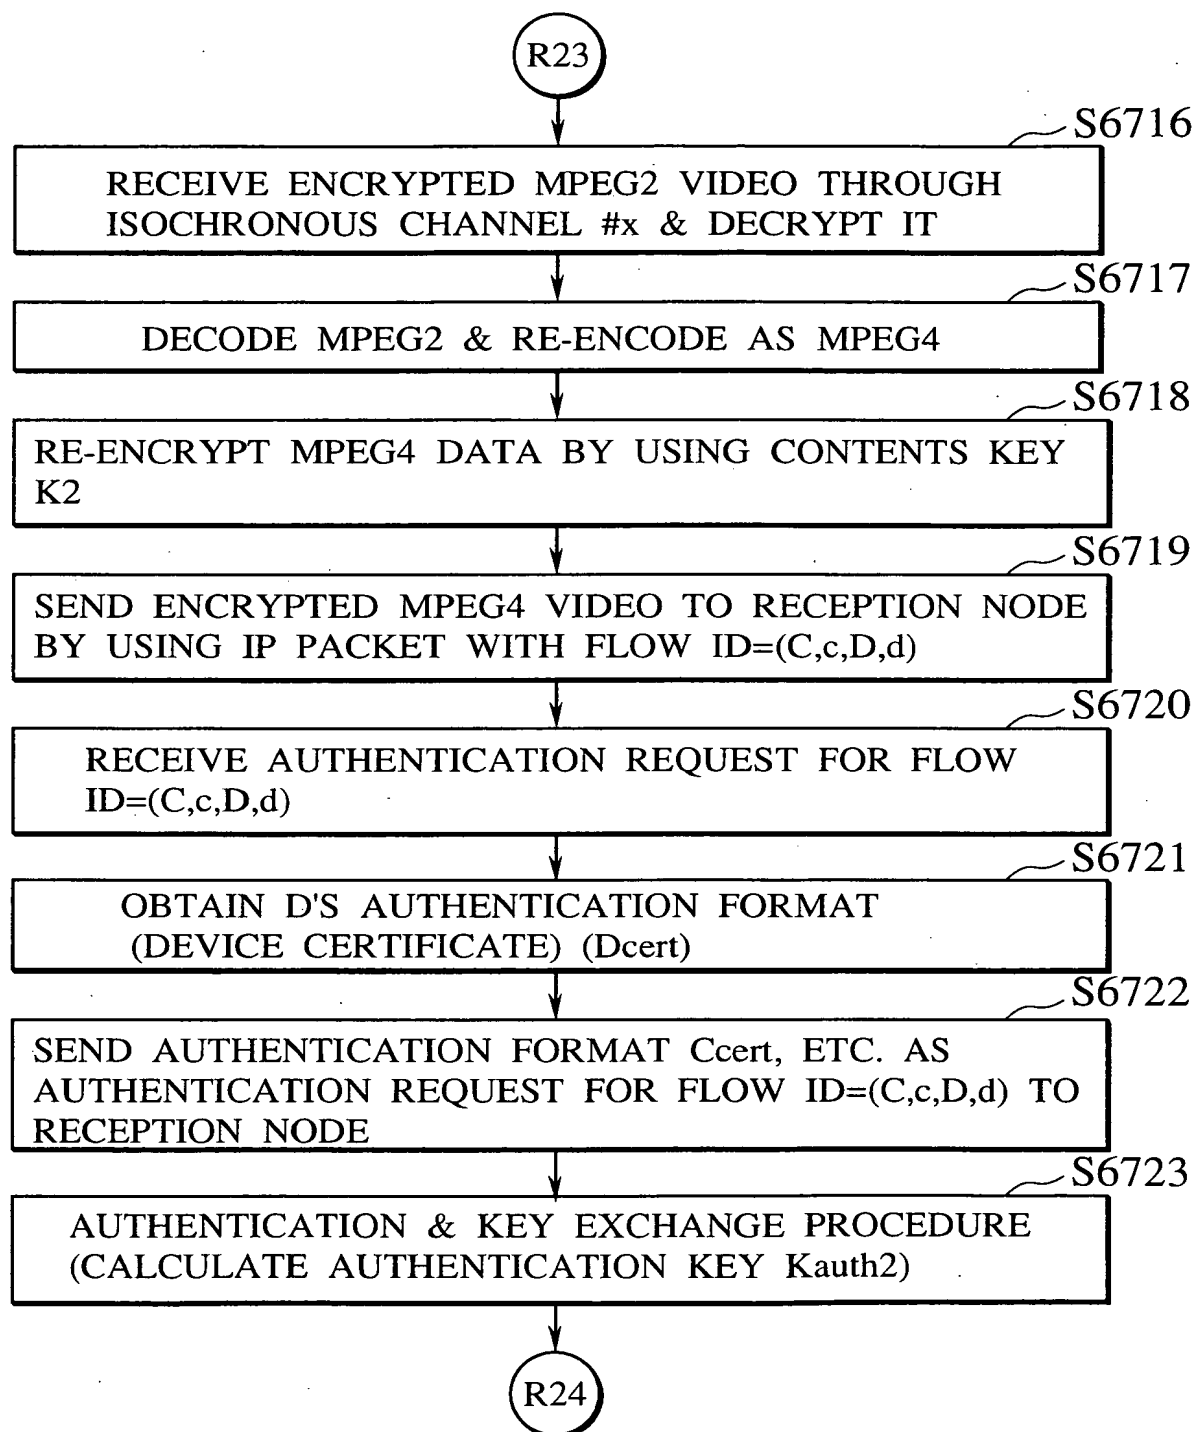 R23
S6716
RECEIVE ENCRYPTED MPEG2 VIDEO THROUGH
ISOCHRONOUS CHANNEL #x & DECRYPT IT
S6717
DECODE MPEG2 & RE-ENCODE AS MPEG4
S6718
RE-ENCRYPT MPEG4 DATA BY USING CONTENTS KEY
K2
S6719
SEND ENCRYPTED MPEG4 VIDEO TO RECEPTION NODE
BY USING IP PACKET WITH FLOW ID=(C,c,D,d)
S6720
RECEIVE AUTHENTICATION REQUEST FOR FLOW
ID=(C,c,D,d)
S6721
OBTAIN D'S AUTHENTICATION FORMAT
(DEVICE CERTIFICATE) (Dcert)
S6722
SEND AUTHENTICATION FORMAT Ccert, ETC. AS
AUTHENTICATION REQUEST FOR FLOW ID=(C,c,D,d) TO
RECEPTION NODE
S6723
AUTHENTICATION & KEY EXCHANGE PROCEDURE
(CALCULATE AUTHENTICATION KEY Kauth2)
R24